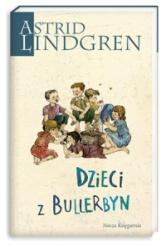 ASTRID
LINDGREN
DZIECI
Z BULLERBYN
Nasza Księgarnia